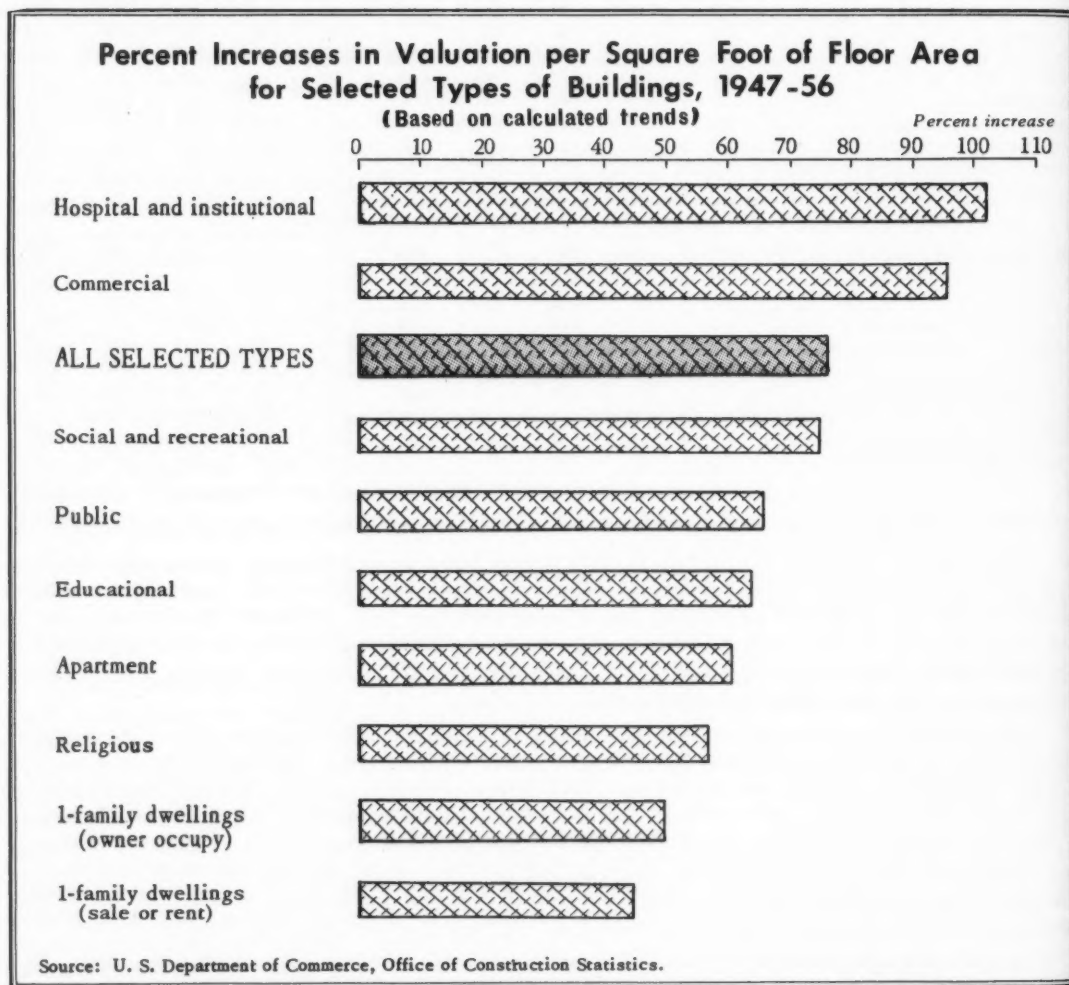 Percent Increases in Valuation per Square Foot of Floor Area
for Selected Types of Buildings, 1947-56
(Based on calculated trends)
Percent increase
0 10 20 30 40 50 60 70 80 90 100 110
Hospital and institutional
Commercial
ALL SELECTED TYPES
Social and recreational
Public
Educational
Apartment
Religious
1-family dwellings
(owner occupy)
1-family dwellings
(sale or rent)
Source: U. S. Department of Commerce, Office of Construction Statistics.